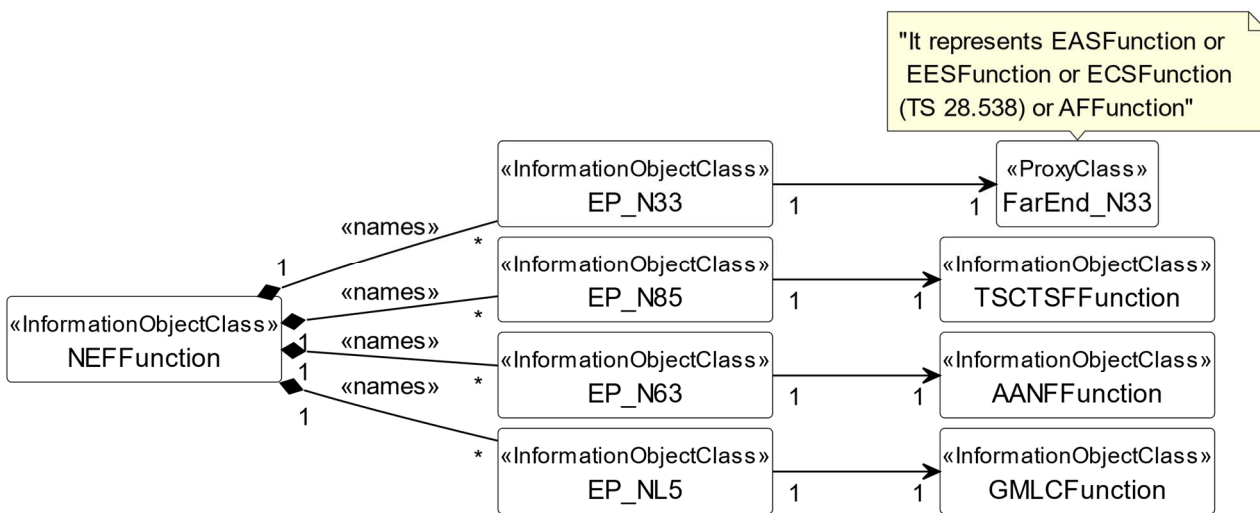 "It represents EASFunction or
EESFunction or ECSFunction
(TS 28.538) or AFFunction"
«InformationObjectClass»
EP_N33
1
1
«ProxyClass»
FarEnd_N33
«names»
*
1
«InformationObjectClass»
EP_N85
1
1
«InformationObjectClass»
TSCTSFFunction
«names»
*
1
«InformationObjectClass»
NEFFunction
«names»
*
1
«InformationObjectClass»
EP_N63
1
1
«InformationObjectClass»
AANFFunction
«names»
*
1
«InformationObjectClass»
EP_NL5
1
1
«InformationObjectClass»
GMLCFunction